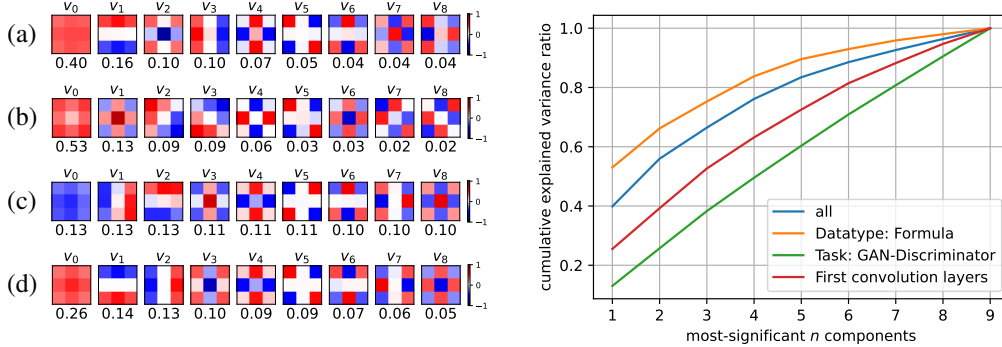 v0 v1 v2 v3 v4 v5 v6 v7 v8
(a) 1 −1
0.40 0.16 0.10 0.10 0.07 0.05 0.04 0.04 0.04
v0 v1 v2 v3 v4 v5 v6 v7 v8
(b) 1 −1
0.53 0.13 0.09 0.09 0.06 0.03 0.03 0.02 0.02
v0 v1 v2 v3 v4 v5 v6 v7 v8
(c) 1 −1
0.13 0.13 0.13 0.11 0.11 0.11 0.10 0.10 0.10
v0 v1 v2 v3 v4 v5 v6 v7 v8
(d) 1 −1
0.26 0.14 0.13 0.10 0.09 0.09 0.07 0.06 0.05
cumulative explained variance ratio
1.0
0.8
0.6
0.4
0.2
all
Datatype: Formula
Task: GAN-Discriminator
First convolution layers
1 2 3 4 5 6 7 8 9
most-significant n components